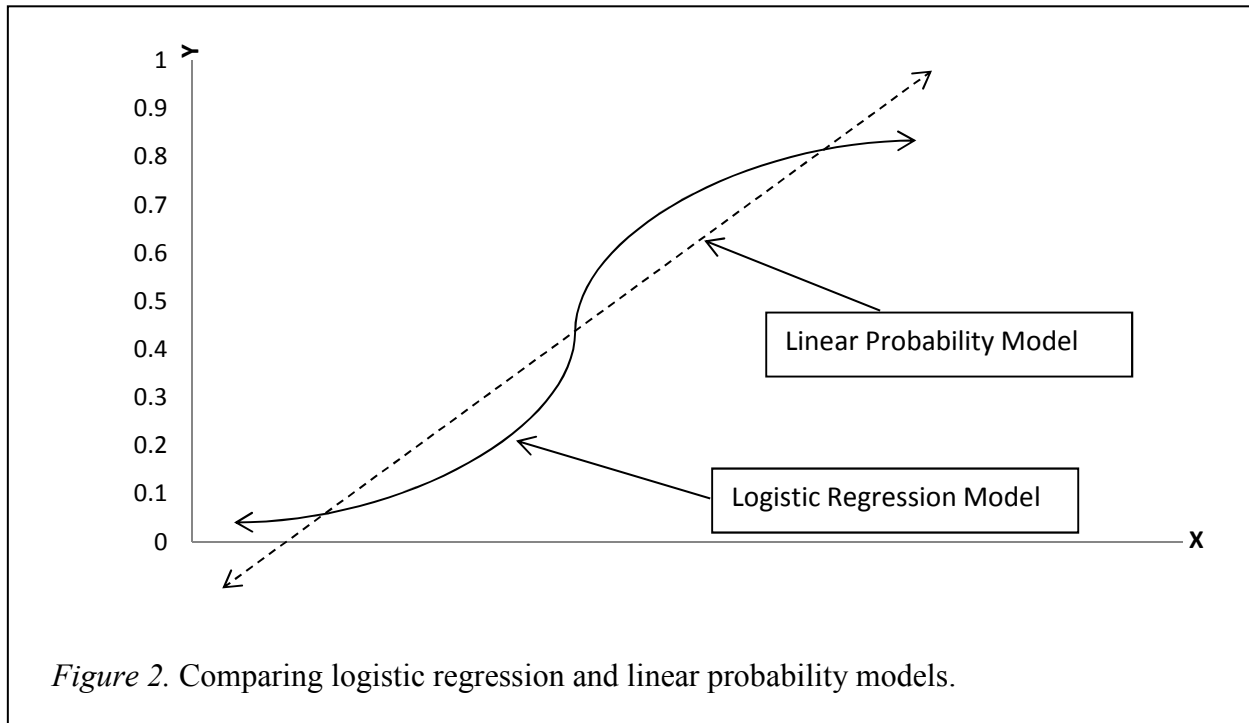 Y
1
0.9
0.8
0.7
0.6
0.5
0.4
0.3
0.2
0.1
0
X
Linear Probability Model
Logistic Regression Model
Figure 2. Comparing logistic regression and linear probability models.